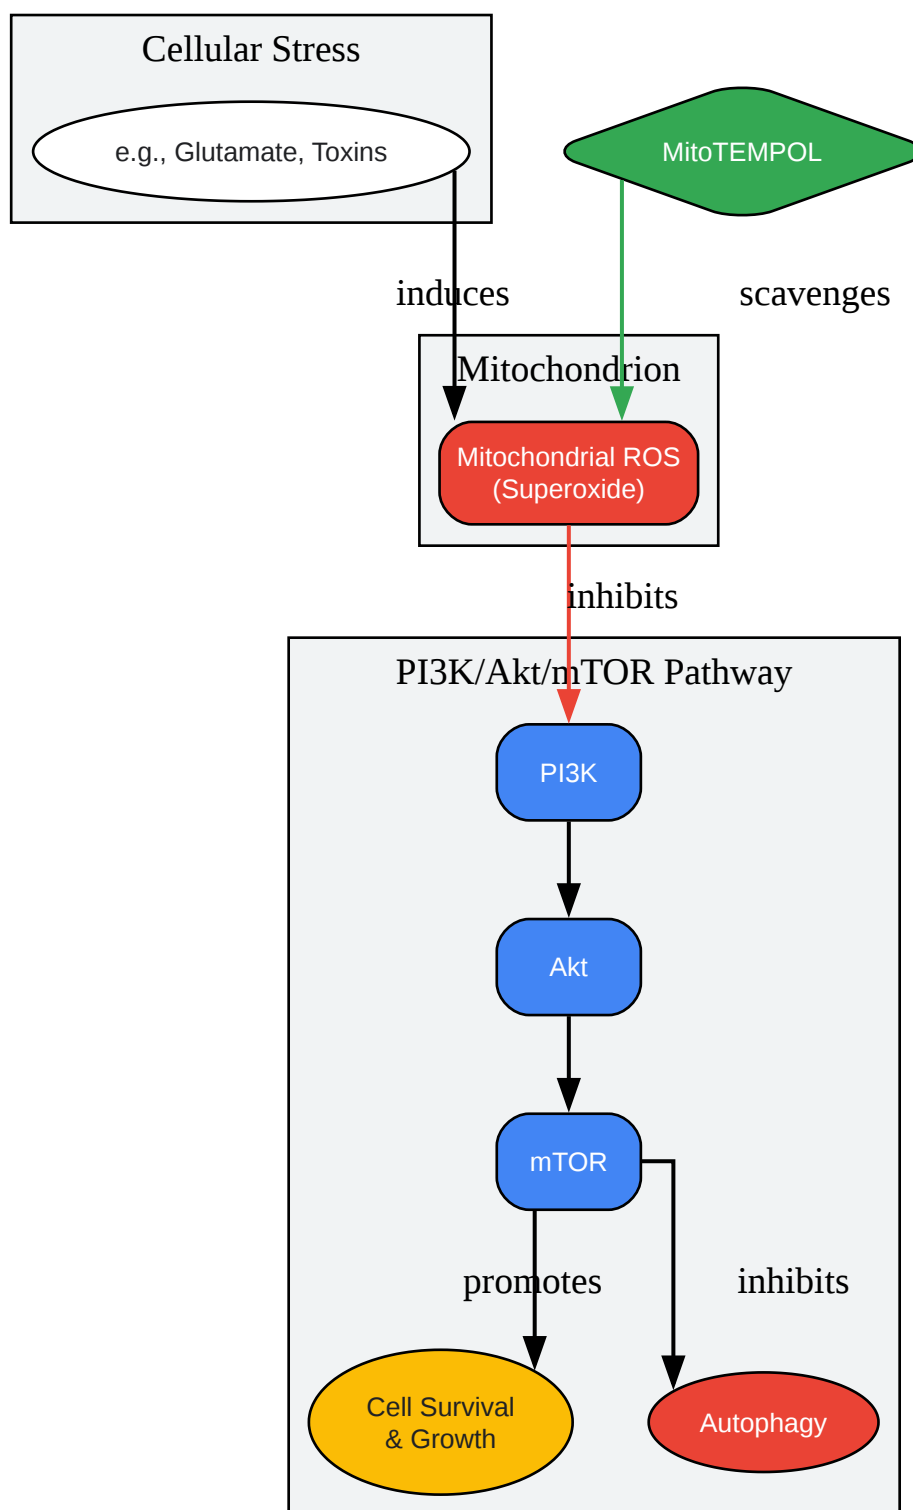 Cellular Stress
e.g., Glutamate, Toxins
MitoTEMPOL
induces
scavenges
Mitochondrion
Mitochondrial ROS
(Superoxide)
inhibits
PI3K/Akt/mTOR Pathway
PI3K
Akt
mTOR
promotes
inhibits
Cell Survival
& Growth
Autophagy